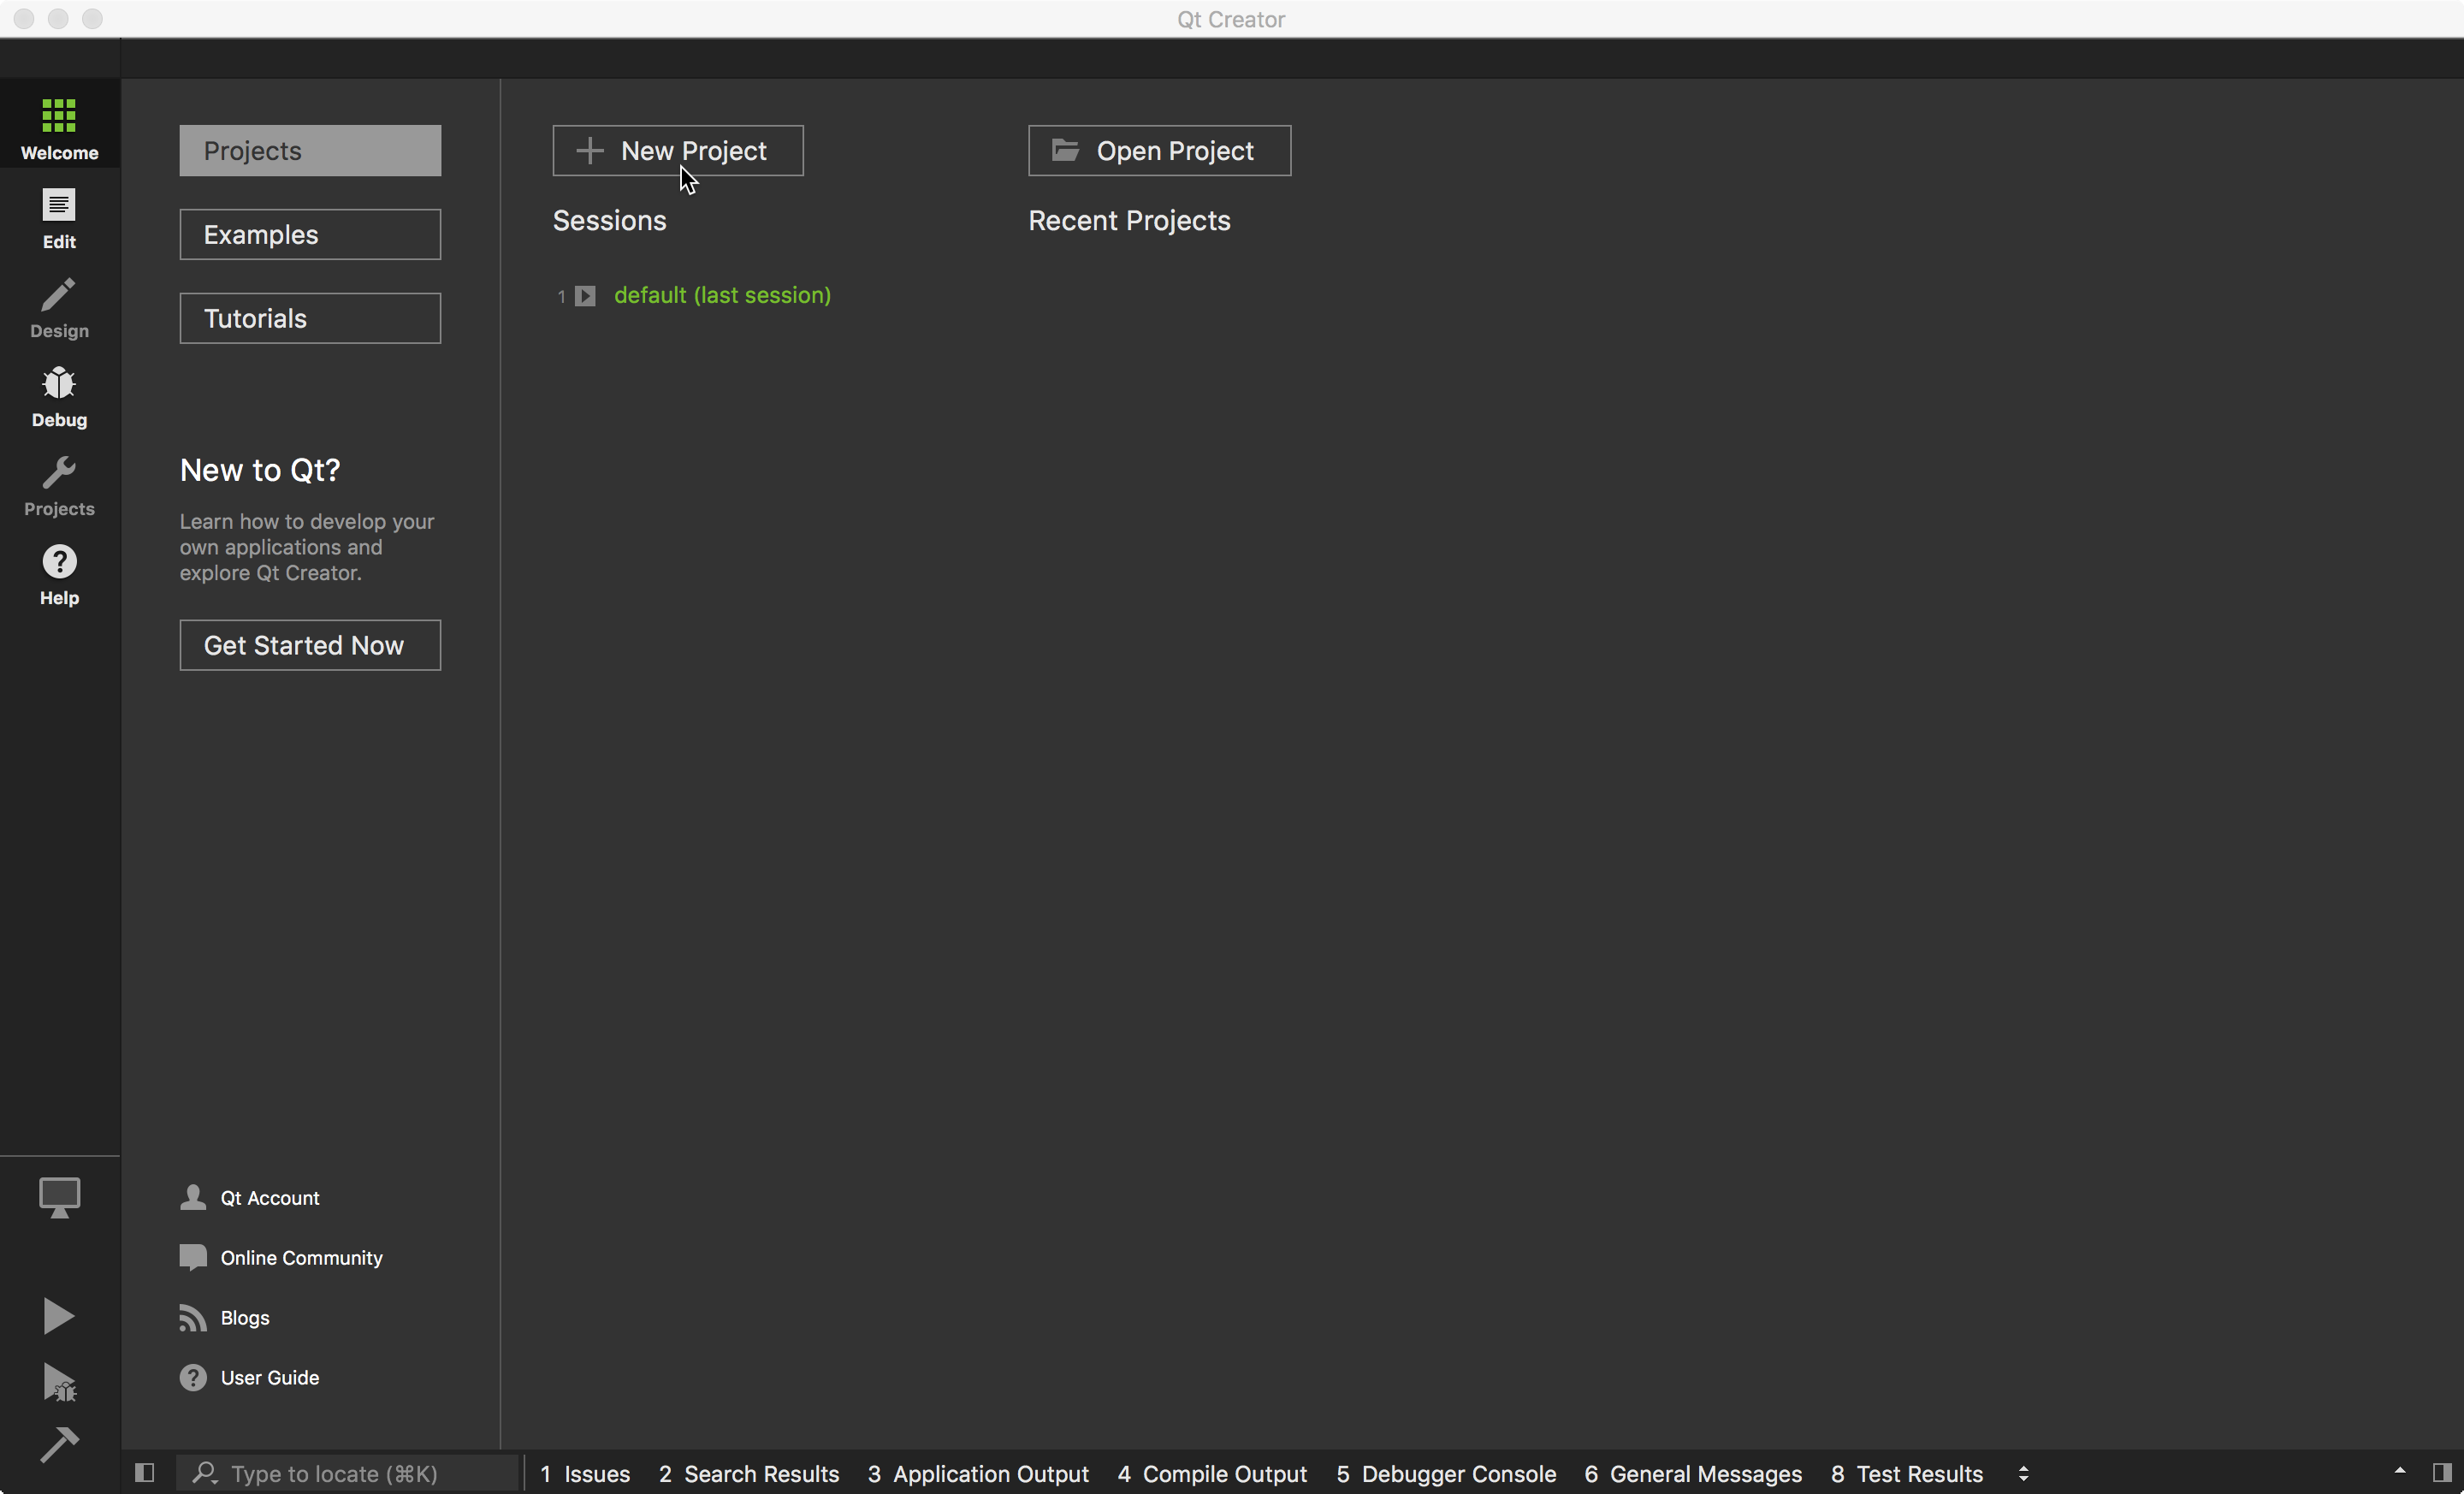 Qt Creator
Welcome
Edit
Design
Debug
Projects
Help
Projects
Examples
Tutorials
New to Qt?
Learn how to develop your
own applications and
explore Qt Creator.
Get Started Now
Qt Account
Online Community
Blogs
User Guide
New Project
Sessions
1 default (last session)
Open Project
Recent Projects
Type to locate (⌘K)
1 Issues 2 Search Results 3 Application Output 4 Compile Output 5 Debugger Console 6 General Messages 8 Test Results